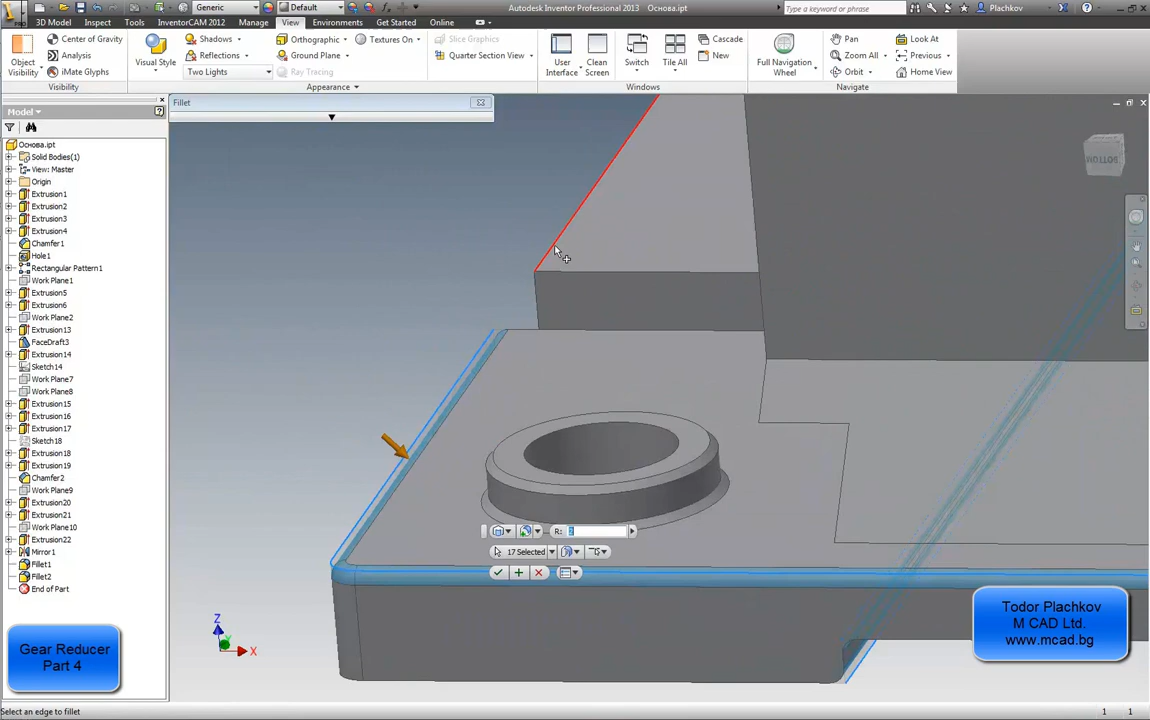 PRO
Generic
Default
Autodesk Inventor Professional 2013
Основа.ipt
Type a keyword or phrase
Plachkov
3D Model
Inspect
Tools
InventorCAM 2012
Manage
View
Environments
Get Started
Online
Object
Visibility
Center of Gravity
Analysis
iMate Glyphs
Visibility
Visual Style
Shadows
Reflections
Two Lights
Orthographic
Ground Plane
Ray Tracing
Textures On
Slice Graphics
Quarter Section View
Appearance
User
Interface
Clean
Screen
Switch
Tile All
Cascade
New
Windows
Full Navigation
Wheel
Pan
Zoom All
Orbit
Look At
Previous
Home View
Navigate
Model
Основа.ipt
Solid Bodies(1)
View: Master
Origin
Extrusion1
Extrusion2
Extrusion3
Extrusion4
Chamfer1
Hole1
Rectangular Pattern1
Work Plane1
Extrusion5
Extrusion6
Work Plane2
Extrusion13
FaceDraft3
Extrusion14
Sketch14
Work Plane7
Work Plane8
Extrusion15
Extrusion16
Extrusion17
Sketch18
Extrusion18
Extrusion19
Chamfer2
Work Plane9
Extrusion20
Extrusion21
Work Plane10
Extrusion22
Mirror1
Fillet1
Fillet2
End of Part
Fillet
BOTTOM
R:
17 Selected
Z
X
Gear Reducer
Part 4
Todor Plachkov
M CAD Ltd.
www.mcad.bg
Select an edge to fillet
1
1